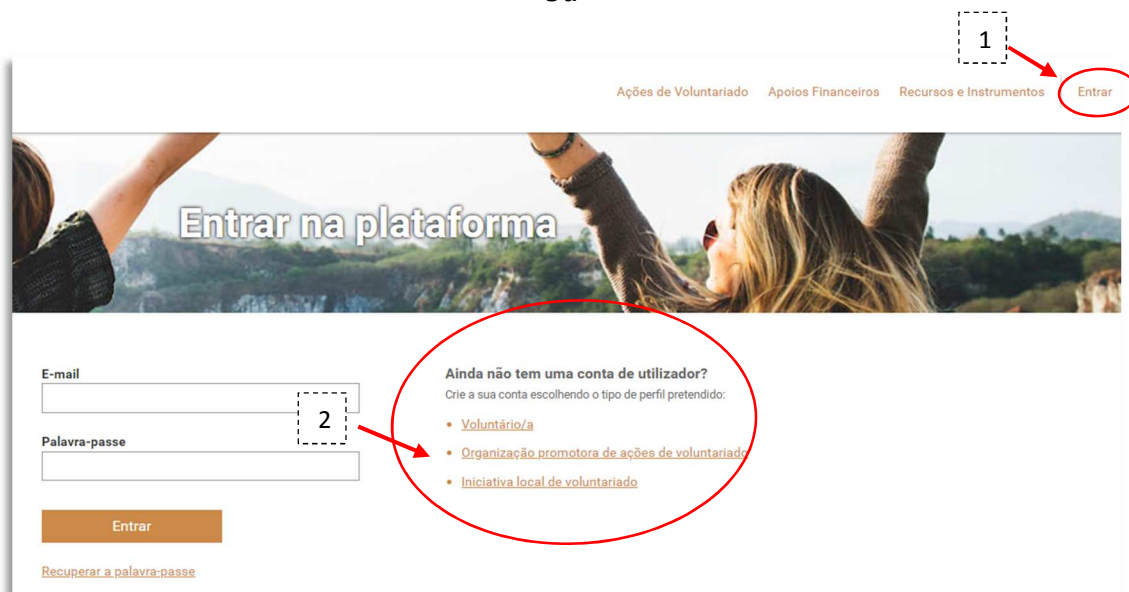 1
Ações de Voluntariado Apoios Financeiros Recursos e Instrumentos Entrar
Entrar na plataforma
E-mail
Palavra-passe
Entrar
Recuperar a palavra-passe
2
Ainda não tem uma conta de utilizador?
Crie a sua conta escolhendo o tipo de perfil pretendido:
• Voluntário/a
• Organização promotora de ações de voluntariado
• Iniciativa local de voluntariado